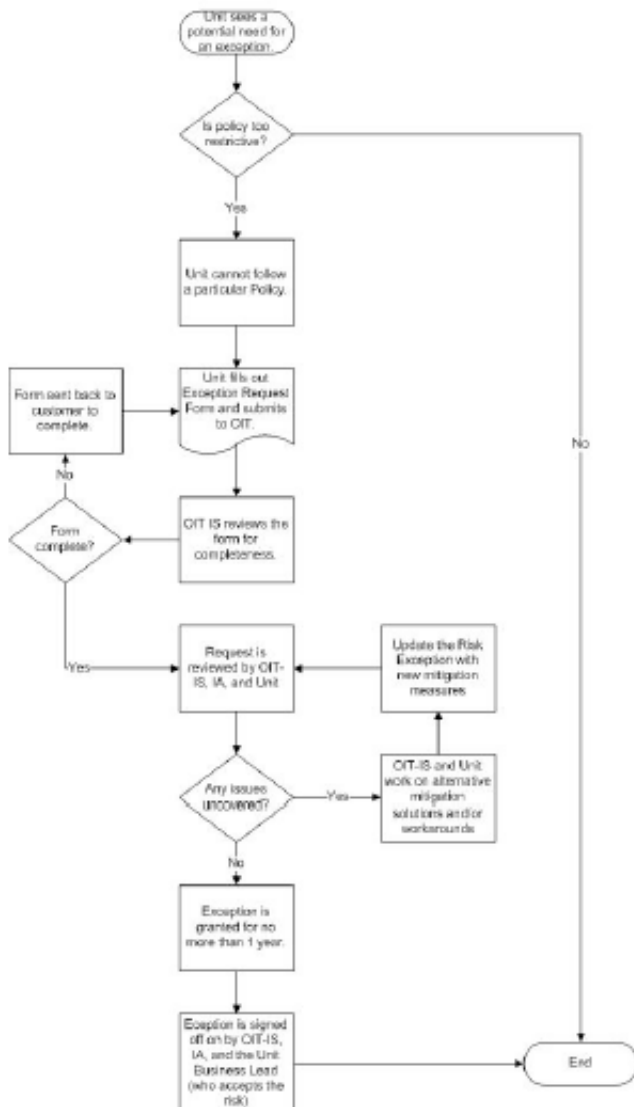 Unit sees a
potential need for
an exception.
Is policy too
restrictive?
Yes
Unit cannot follow
a particular Policy.
Form sent back to
customer to
complete.
Unit fills out
Exception Request
Form and submits
to OIT.
No
No
Form
complete?
OIT IS reviews the
form for
completeness.
Yes
Request is
reviewed by OIT-
IS, IA, and Unit
Update the Risk
Exception with
new mitigation
measures
Any issues
uncovered?
Yes
OIT-IS and Unit
work on alternative
mitigation
solutions and/or
workarounds
No
Exception is
granted for no
more than 1 year.
Eception is signed
off on by OIT-IS,
IA, and the Unit
Business Lead
(who accepts the
risk)
End